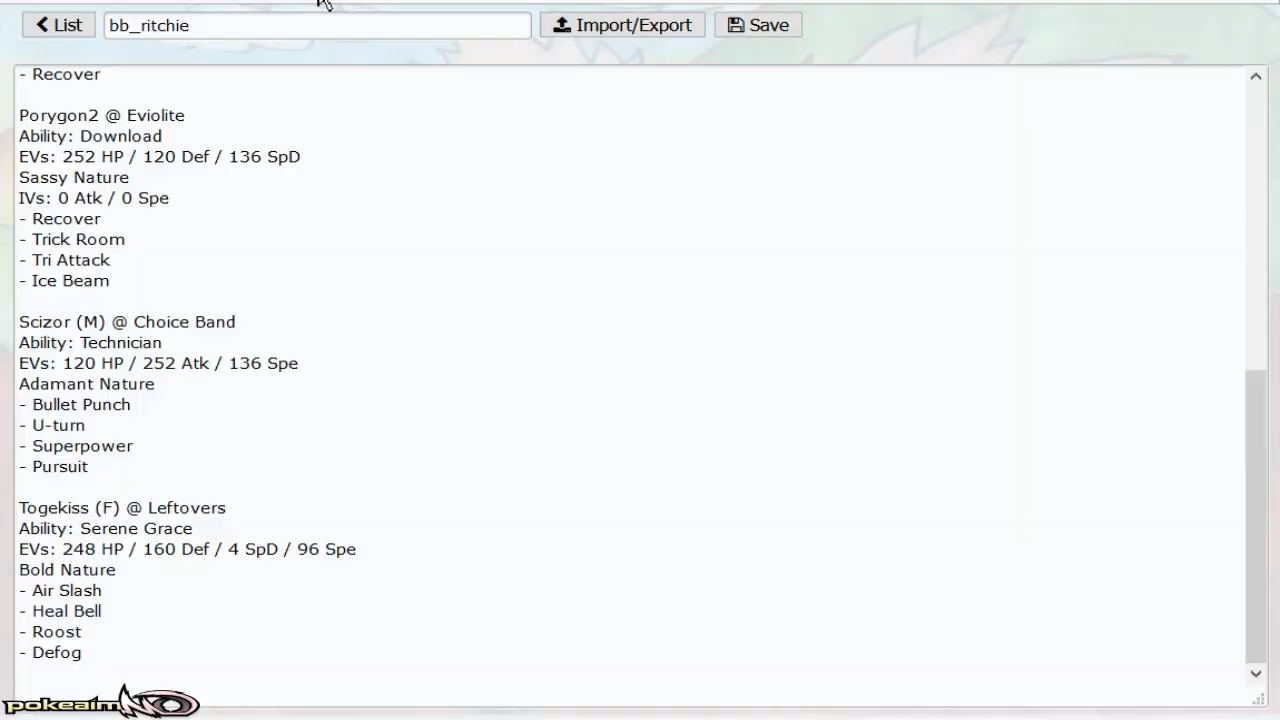 List
bb_ritchie
Import/Export
Save
- Recover
Porygon2 @ Eviolite
Ability: Download
EVs: 252 HP / 120 Def / 136 SpD
Sassy Nature
IVs: 0 Atk / 0 Spe
- Recover
- Trick Room
- Tri Attack
- Ice Beam
Scizor (M) @ Choice Band
Ability: Technician
EVs: 120 HP / 252 Atk / 136 Spe
Adamant Nature
- Bullet Punch
- U-turn
- Superpower
- Pursuit
Togekiss (F) @ Leftovers
Ability: Serene Grace
EVs: 248 HP / 160 Def / 4 SpD / 96 Spe
Bold Nature
- Air Slash
- Heal Bell
- Roost
- Defog
pokeaimMD